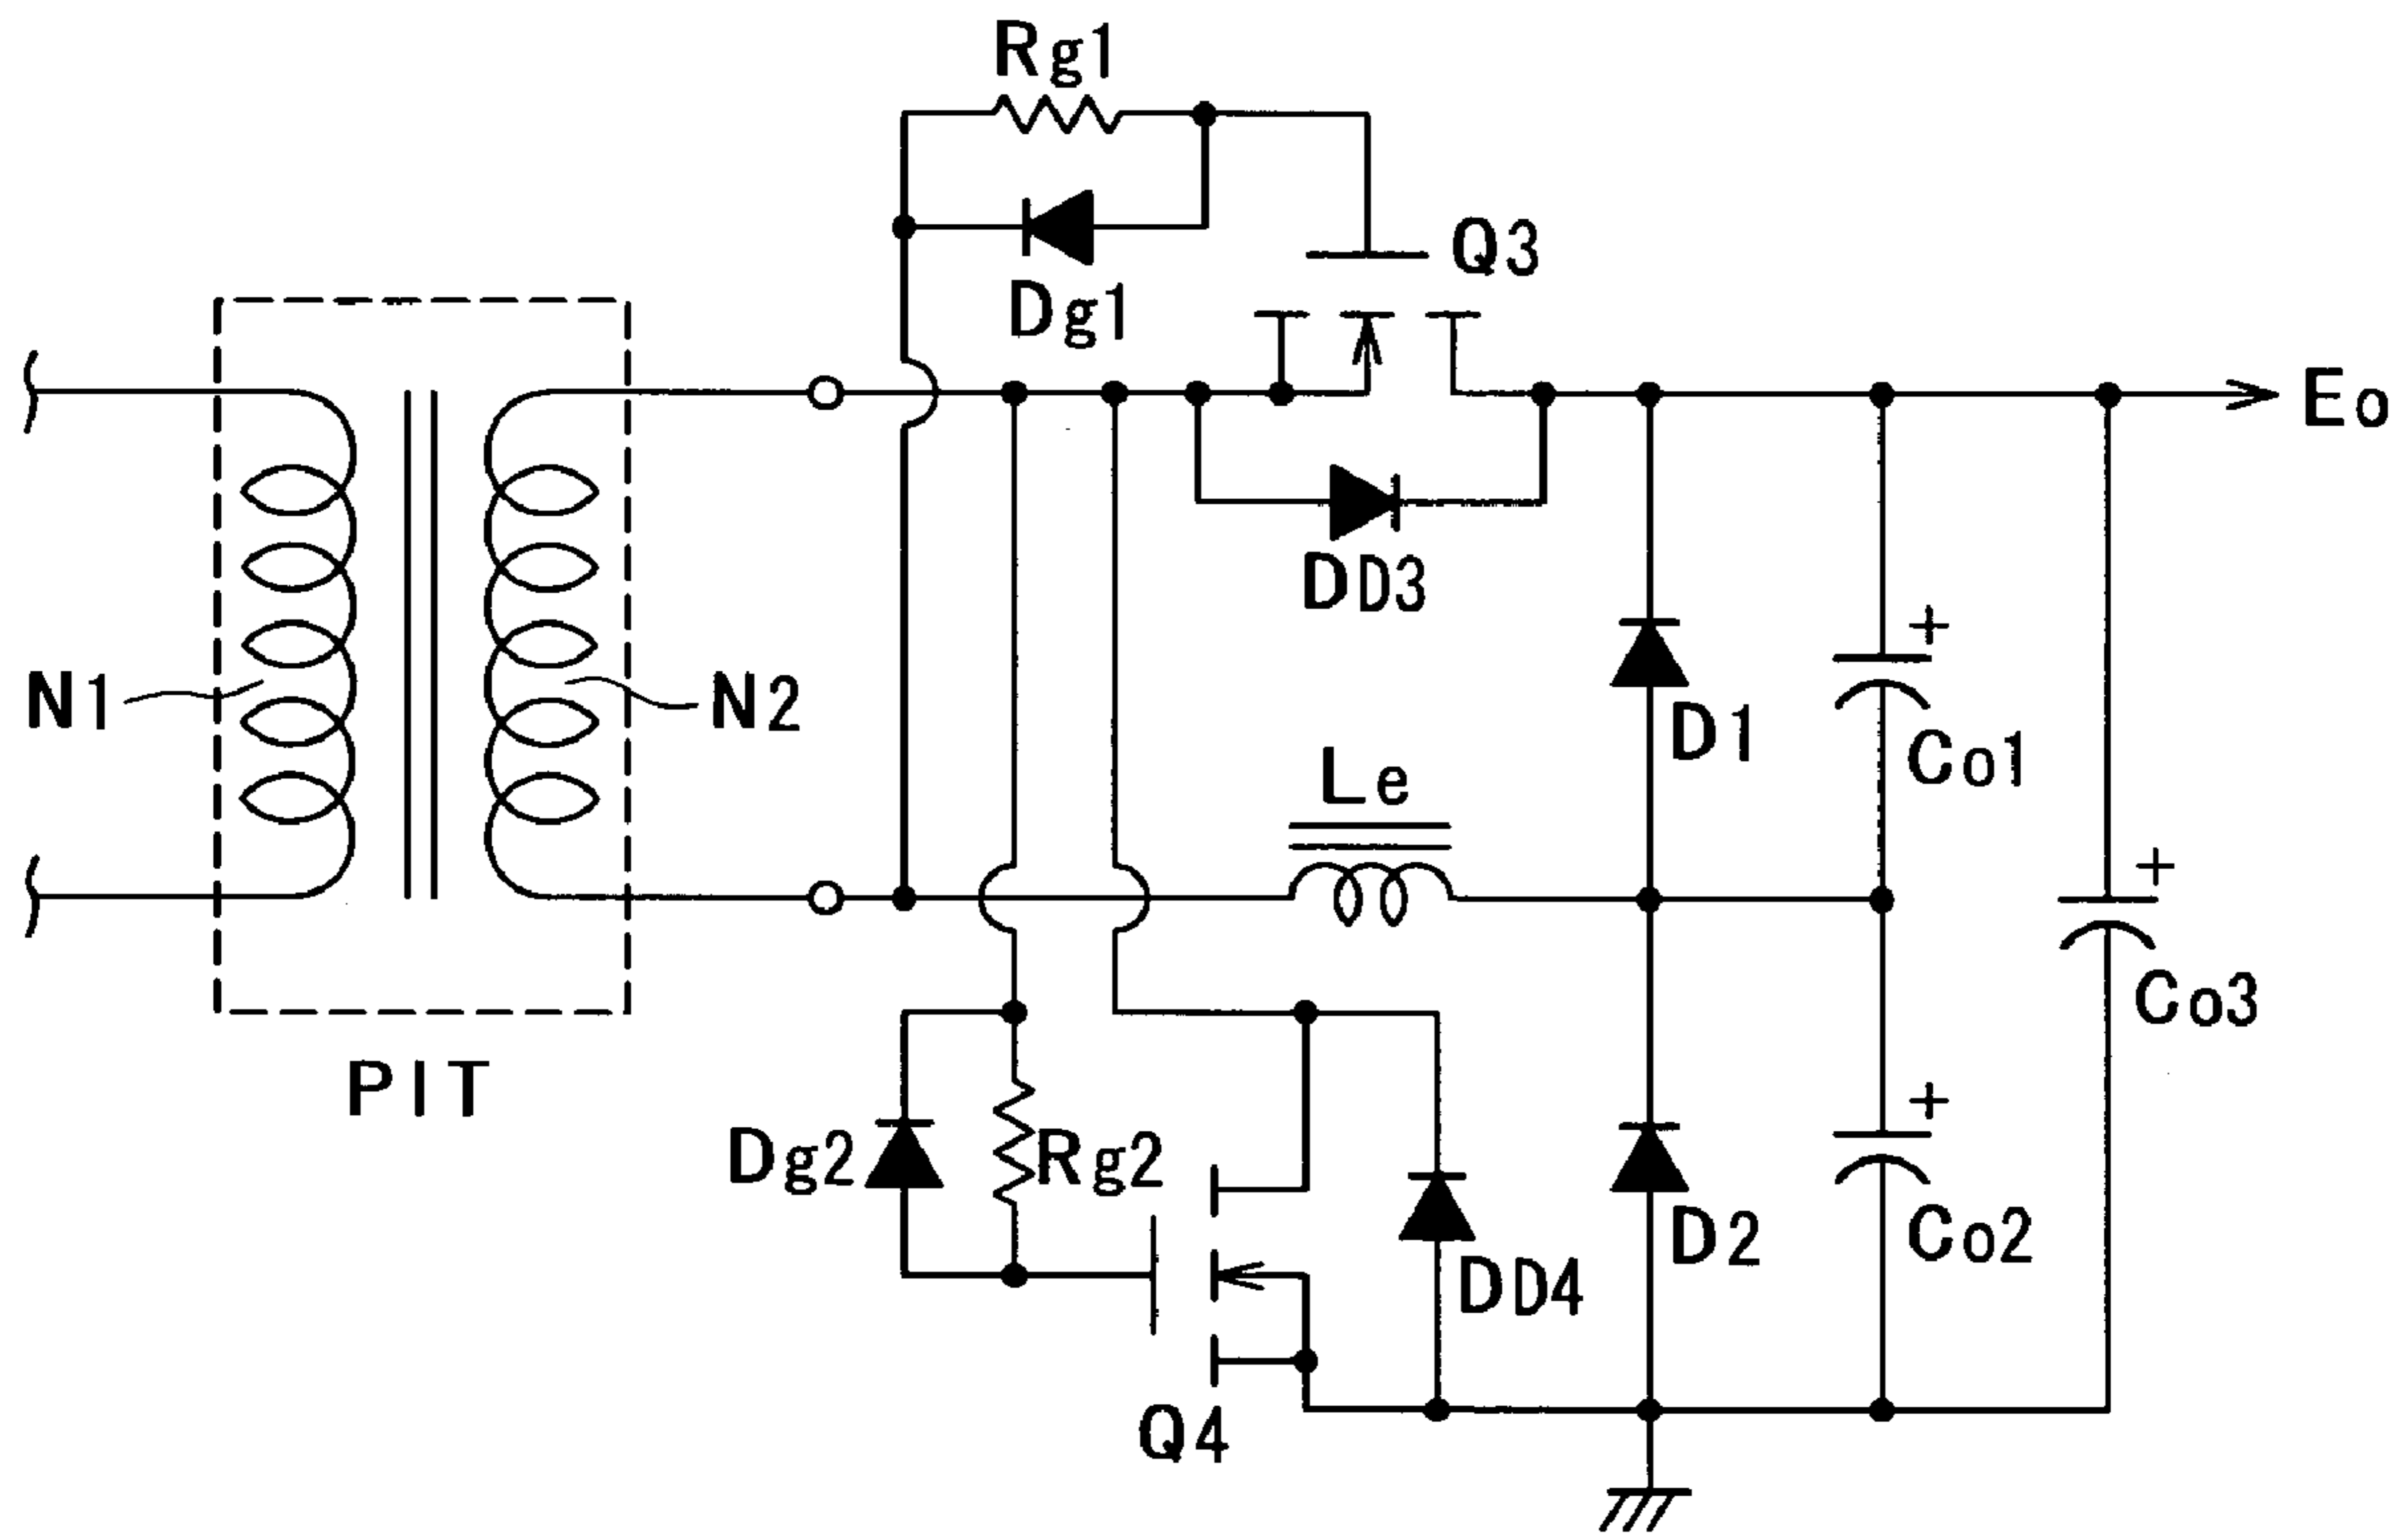 Rg1
Q3
Dg1
Eo
DD3
N1
N2
D1
Co1
Le
Co3
PIT
Dg2
Rg2
D2
Co2
DD4
Q4